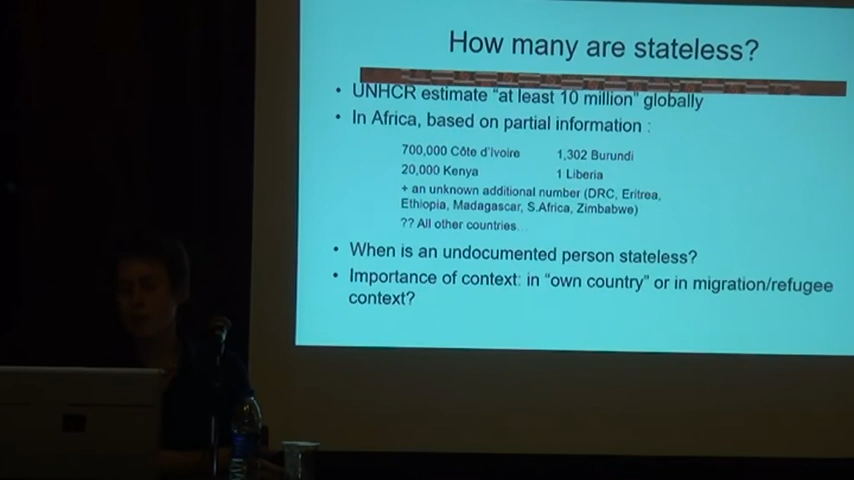 How many are stateless?
• UNHCR estimate "at least 10 million" globally
• In Africa, based on partial information :
700,000 Côte d'Ivoire 1,302 Burundi
20,000 Kenya 1 Liberia
+ an unknown additional number (DRC, Eritrea,
Ethiopia, Madagascar, S.Africa, Zimbabwe)
?? All other countries...
• When is an undocumented person stateless?
• Importance of context: in "own country" or in migration/refugee
context?